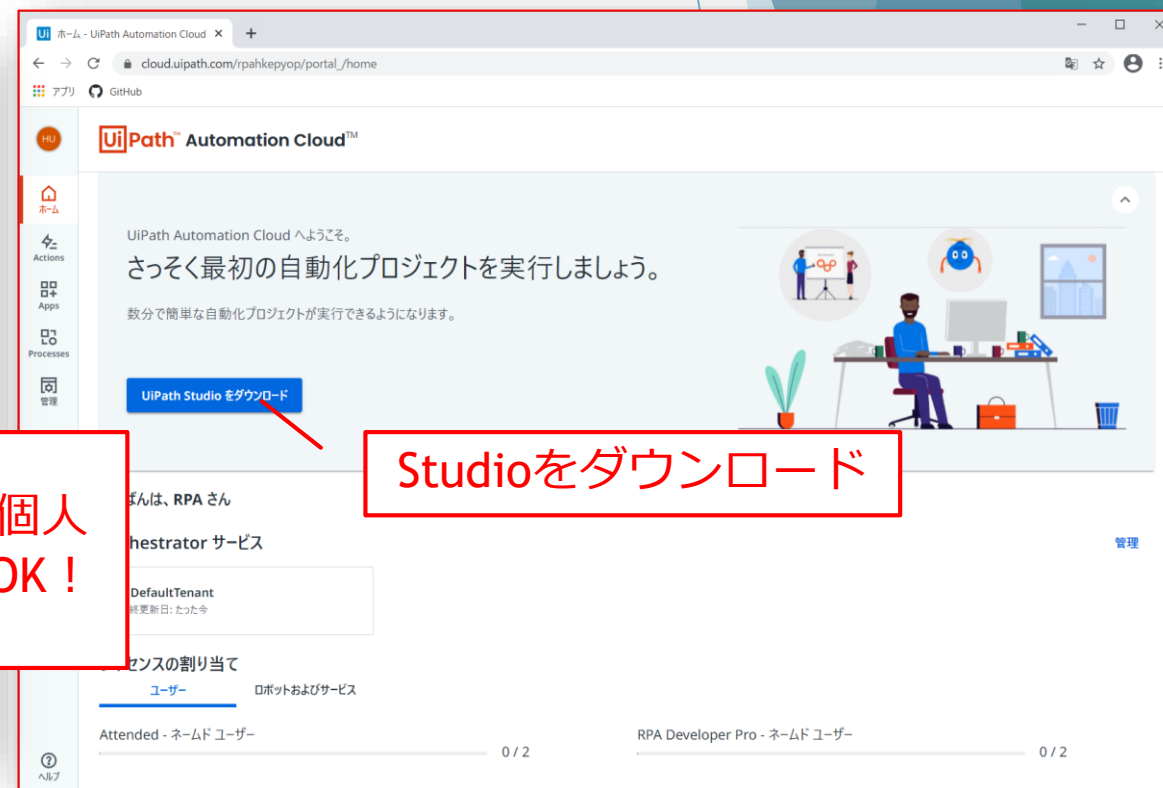 Ui ホーム - UiPath Automation Cloud
cloud.uipath.com/rpahkepyop/portal_/home
アプリ GitHub
HU
UiPath™ Automation Cloud™
ホーム
Actions
Apps
Processes
管理
UiPath Automation Cloud へようこそ。
さっそく最初の自動化プロジェクトを実行しましょう。
数分で簡単な自動化プロジェクトが実行できるようになります。
UiPath Studio をダウンロード
Studioをダウンロード
個人
OK！
ばんは、RPA さん
hestrator サービス
管理
DefaultTenant
終更新日: たった今
センスの割り当て
ユーザー ロボットおよびサービス
Attended - ネームド ユーザー
0 / 2
RPA Developer Pro - ネームド ユーザー
0 / 2
ヘルプ